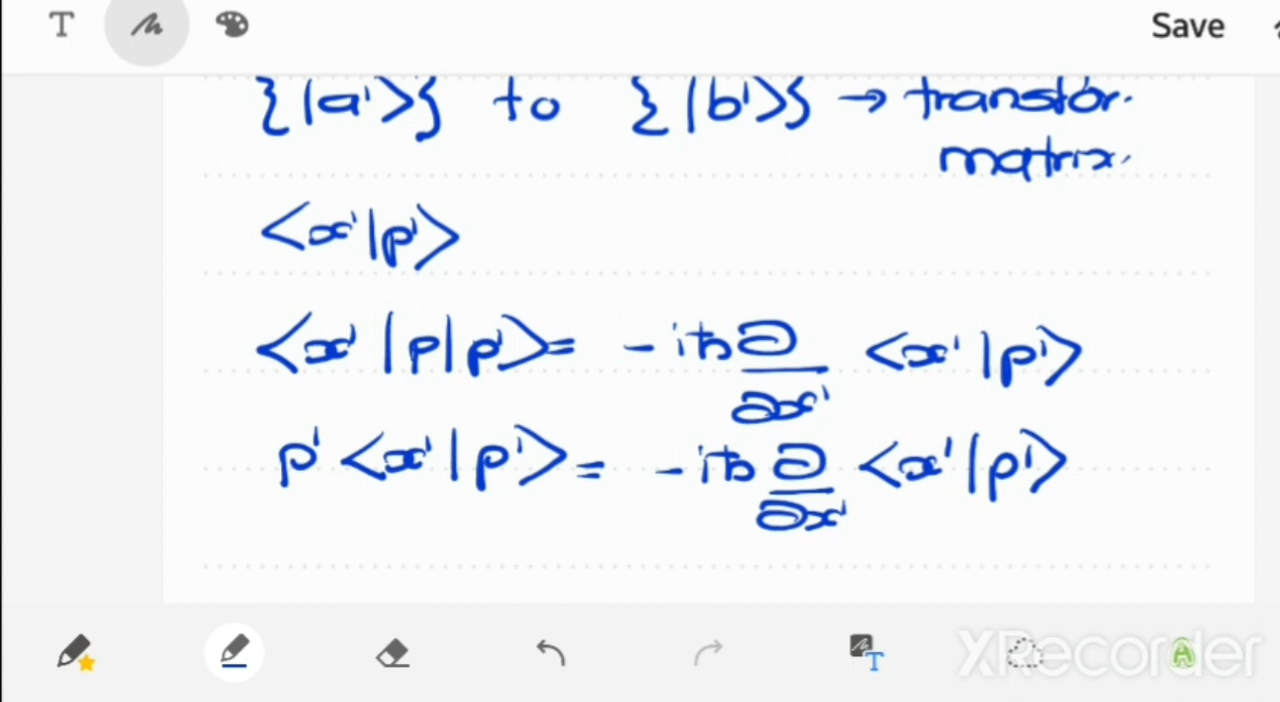 T Save
{|a'>} to {|b'>} → transfor.
matrix.
<x'|p'>
<x'|p|p'> = -iħ ∂/∂x' <x'|p'>
p' <x'|p'> = -iħ ∂/∂x' <x'|p'>
T
XRecorder